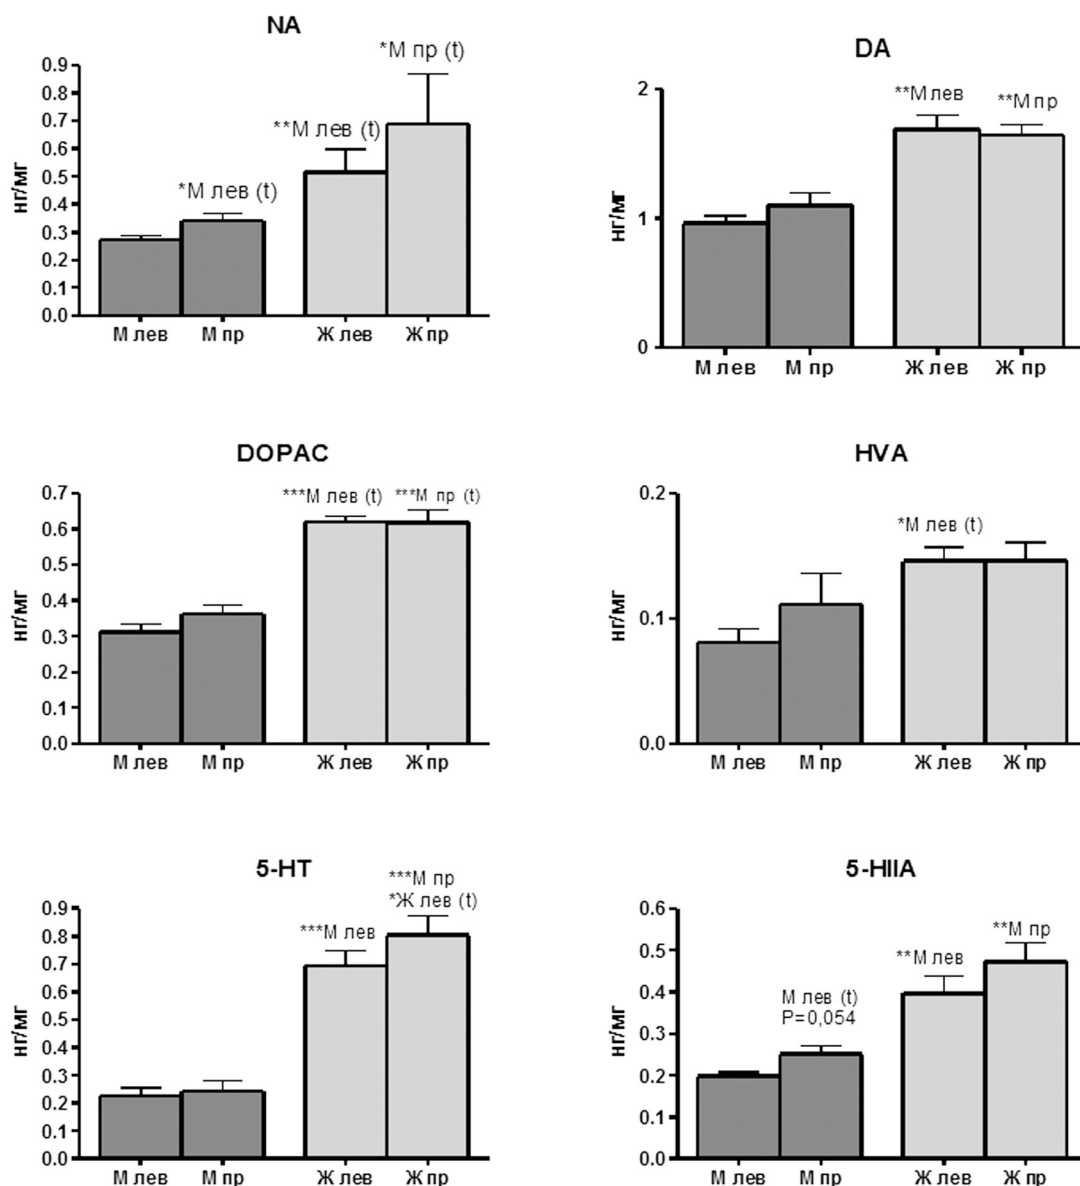 NA
*М пр (t)
**М лев (t)
*М лев (t)
нг/мг
0.9
0.8
0.7
0.6
0.5
0.4
0.3
0.2
0.1
0.0
М лев М пр Ж лев Ж пр
DA
**М лев **М пр
нг/мг
2
1
0
М лев М пр Ж лев Ж пр
DOPAC
***М лев (t) ***М пр (t)
нг/мг
0.7
0.6
0.5
0.4
0.3
0.2
0.1
0.0
М лев М пр Ж лев Ж пр
HVA
*М лев (t)
нг/мг
0.2
0.1
0.0
М лев М пр Ж лев Ж пр
5-HT
***М пр
*Ж лев (t)
***М лев
нг/мг
0.9
0.8
0.7
0.6
0.5
0.4
0.3
0.2
0.1
0.0
М лев М пр Ж лев Ж пр
5-HIIA
**М пр
**М лев
М лев (t)
P=0,054
нг/мг
0.6
0.5
0.4
0.3
0.2
0.1
0.0
М лев М пр Ж лев Ж пр